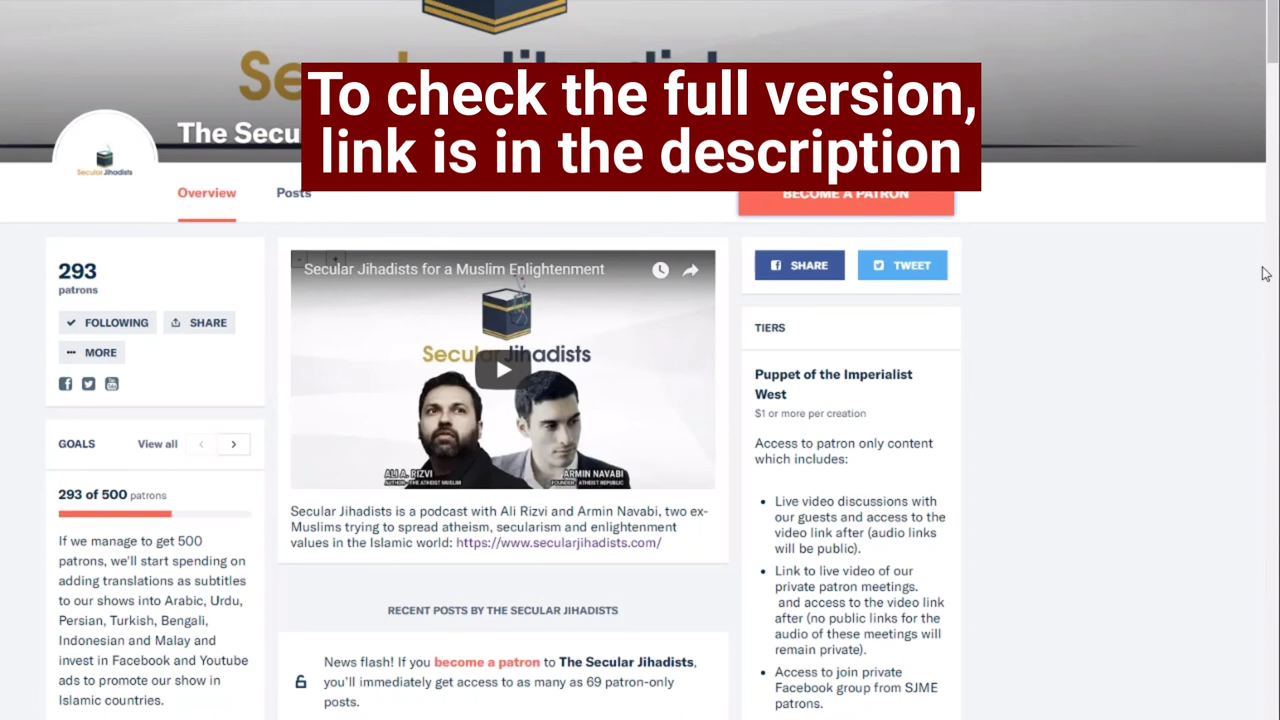 Secular Jihadists
To check the full version,
link is in the description
The Secu
Secular Jihadists
Overview
Posts
BECOME A PATRON
293
patrons
FOLLOWING
SHARE
MORE
GOALS
View all
293 of 500 patrons
If we manage to get 500
patrons, we'll start spending on
adding translations as subtitles
to our shows into Arabic, Urdu,
Persian, Turkish, Bengali,
Indonesian and Malay and
invest in Facebook and Youtube
ads to promote our show in
Islamic countries.
Secular Jihadists for a Muslim Enlightenment
Secular Jihadists
ALI A. RIZVI
AUTHOR - THE ATHEIST MUSLIM
ARMIN NAVABI
FOUNDER - ATHEIST REPUBLIC
Secular Jihadists is a podcast with Ali Rizvi and Armin Navabi, two ex-
Muslims trying to spread atheism, secularism and enlightenment
values in the Islamic world: https://www.secularjihadists.com/
RECENT POSTS BY THE SECULAR JIHADISTS
News flash! If you become a patron to The Secular Jihadists,
you'll immediately get access to as many as 69 patron-only
posts.
SHARE
TWEET
TIERS
Puppet of the Imperialist
West
$1 or more per creation
Access to patron only content
which includes:
• Live video discussions with
our guests and access to the
video link after (audio links
will be public).
• Link to live video of our
private patron meetings.
and access to the video link
after (no public links for the
audio of these meetings will
remain private).
• Access to join private
Facebook group from SJME
patrons.